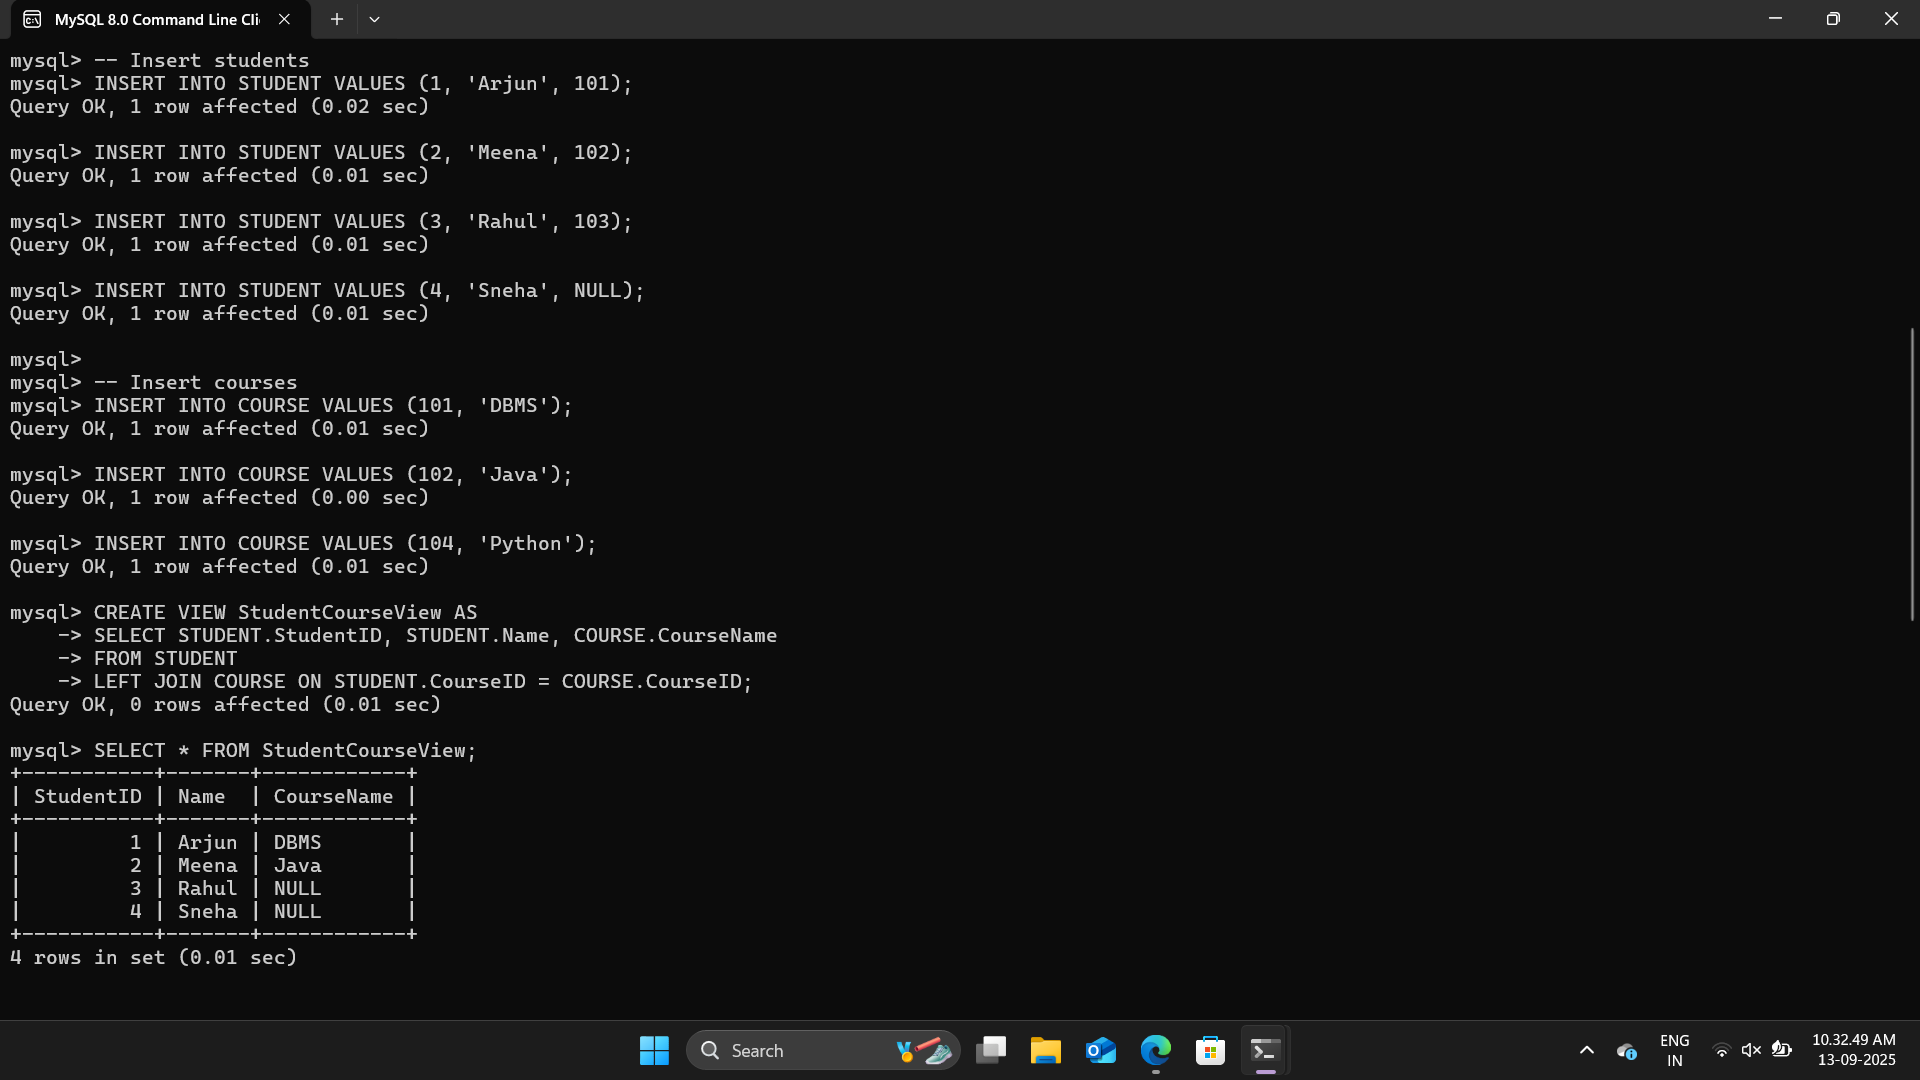 MySQL 8.0 Command Line Cli
mysql> -- Insert students
mysql> INSERT INTO STUDENT VALUES (1, 'Arjun', 101);
Query OK, 1 row affected (0.02 sec)

mysql> INSERT INTO STUDENT VALUES (2, 'Meena', 102);
Query OK, 1 row affected (0.01 sec)

mysql> INSERT INTO STUDENT VALUES (3, 'Rahul', 103);
Query OK, 1 row affected (0.01 sec)

mysql> INSERT INTO STUDENT VALUES (4, 'Sneha', NULL);
Query OK, 1 row affected (0.01 sec)

mysql>
mysql> -- Insert courses
mysql> INSERT INTO COURSE VALUES (101, 'DBMS');
Query OK, 1 row affected (0.01 sec)

mysql> INSERT INTO COURSE VALUES (102, 'Java');
Query OK, 1 row affected (0.00 sec)

mysql> INSERT INTO COURSE VALUES (104, 'Python');
Query OK, 1 row affected (0.01 sec)

mysql> CREATE VIEW StudentCourseView AS
    -> SELECT STUDENT.StudentID, STUDENT.Name, COURSE.CourseName
    -> FROM STUDENT
    -> LEFT JOIN COURSE ON STUDENT.CourseID = COURSE.CourseID;
Query OK, 0 rows affected (0.01 sec)

mysql> SELECT * FROM StudentCourseView;
+-----------+-------+------------+
| StudentID | Name  | CourseName |
+-----------+-------+------------+
|         1 | Arjun | DBMS       |
|         2 | Meena | Java       |
|         3 | Rahul | NULL       |
|         4 | Sneha | NULL       |
+-----------+-------+------------+
4 rows in set (0.01 sec)
Search
ENG
IN
10.32.49 AM
13-09-2025